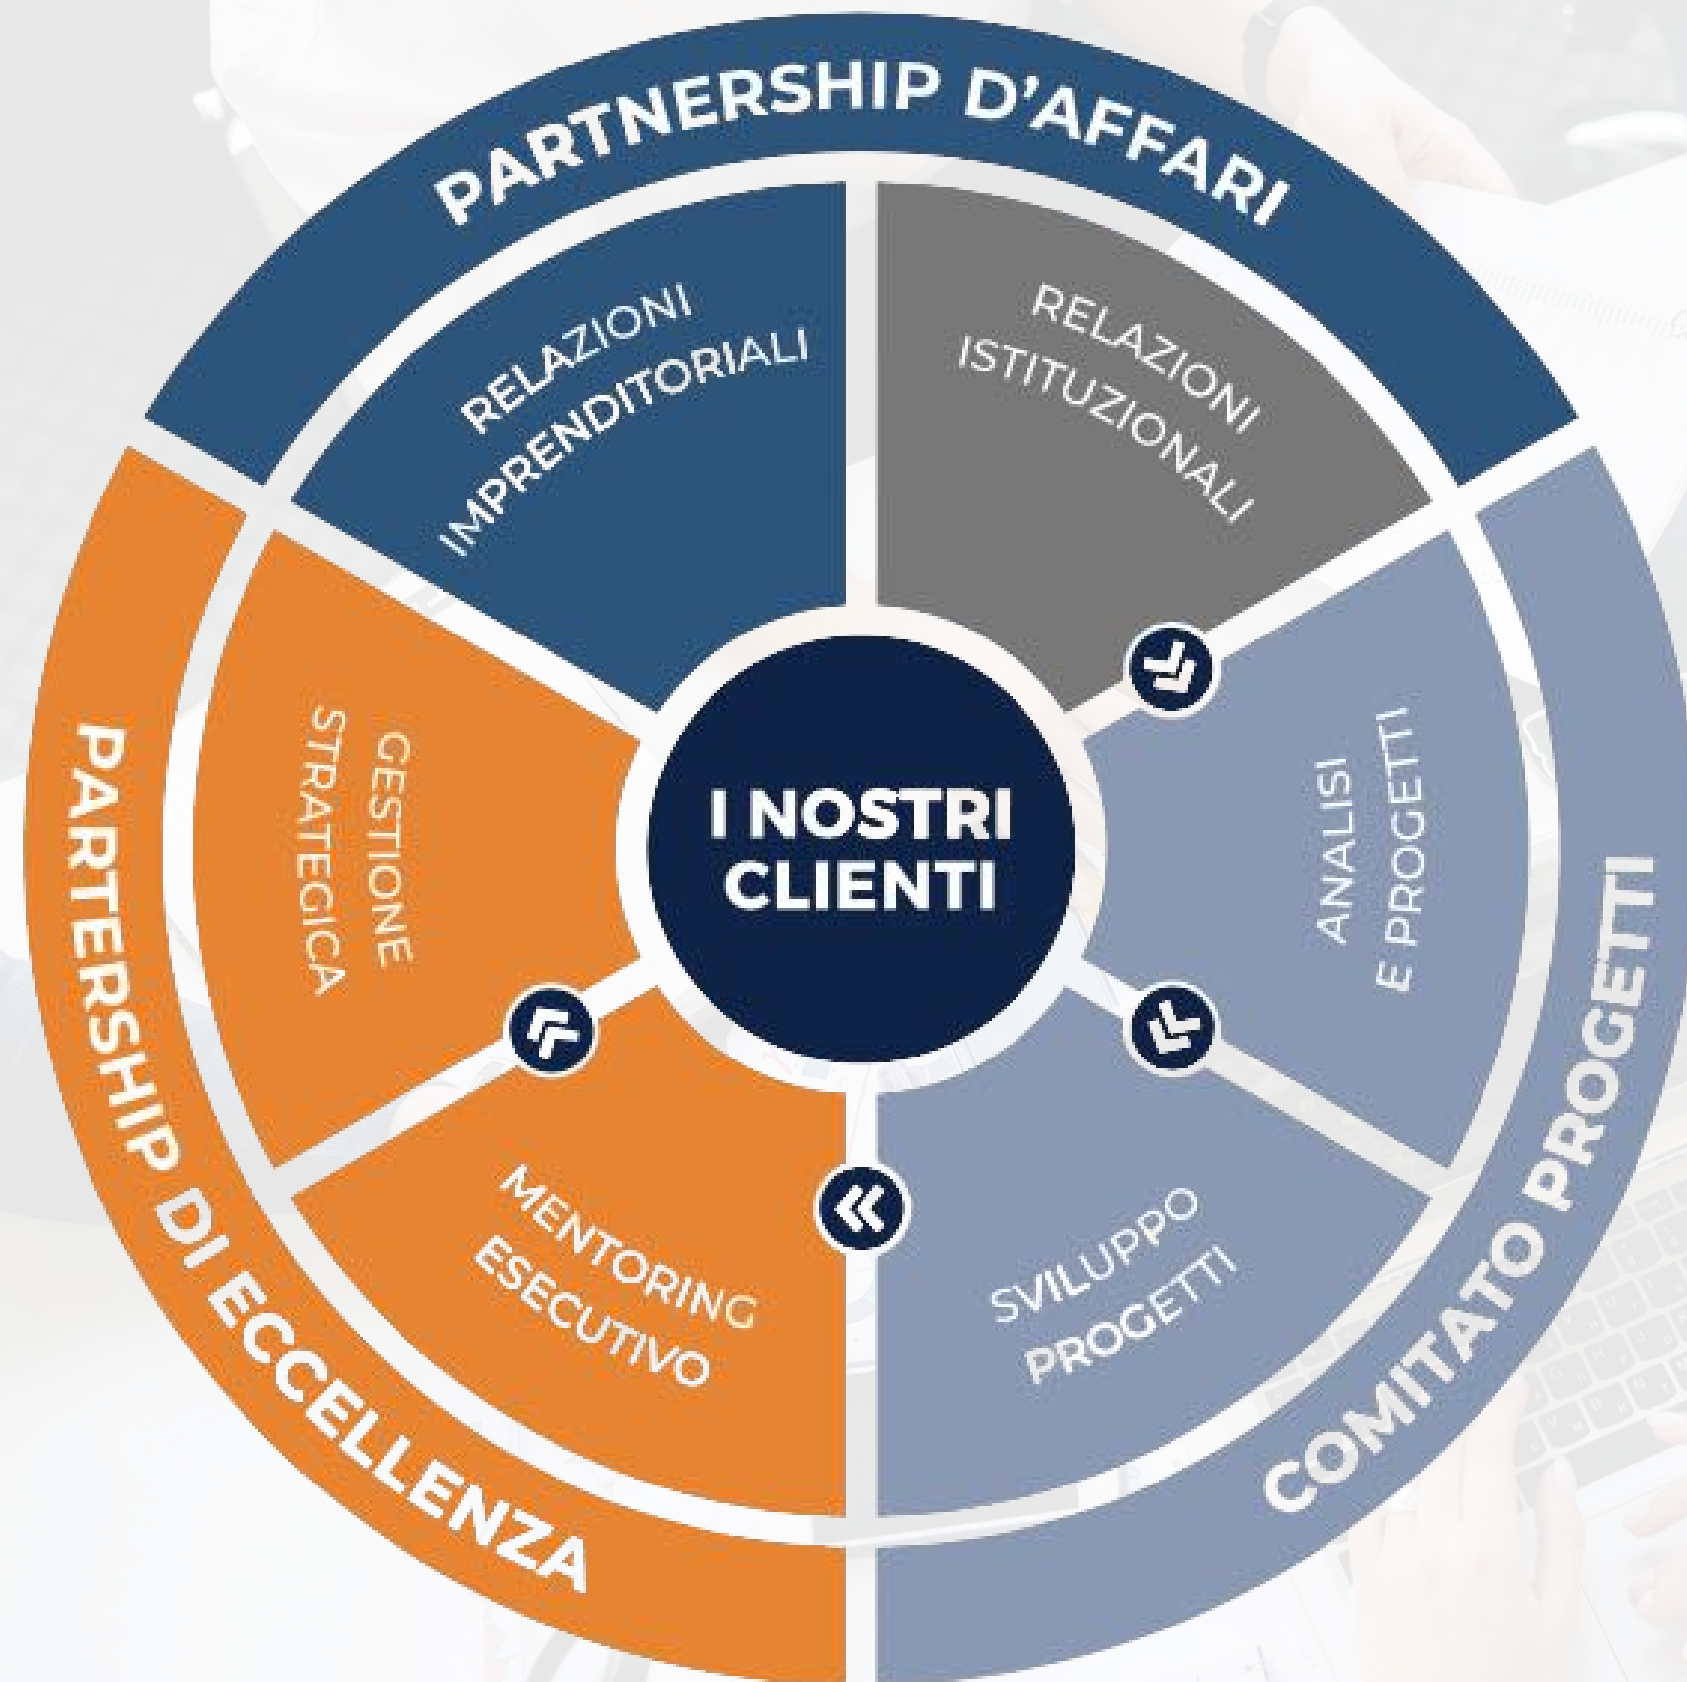 PARTNERSHIP D'AFFARI
RELAZIONI
IMPRENDITORIALI
RELAZIONI
ISTITUZIONALI
ANALISI
E PROGETTI
SVILUPPO
PROGETTI
COMITATO PROGETTI
MENTORING
ESECUTIVO
GESTIONE
STRATEGICA
PARTERSHIP DI ECCELLENZA
I NOSTRI
CLIENTI